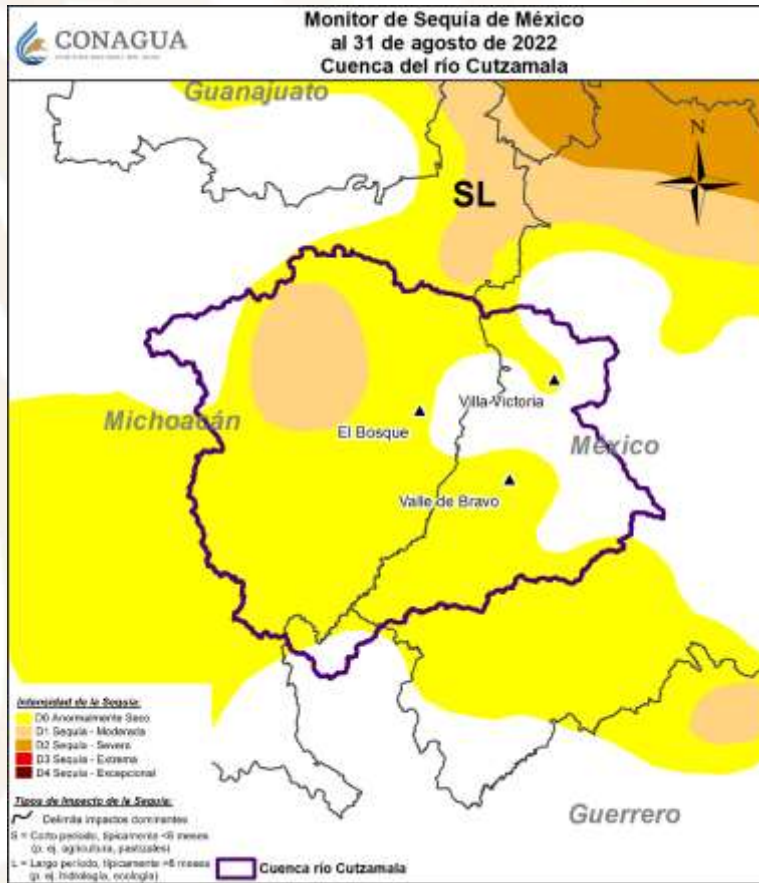 CONAGUA
Monitor de Sequía de México
al 31 de agosto de 2022
Cuenca del río Cutzamala
Guanajuato
N
SL
Villa Victoria
Michoacán
El Bosque
México
Valle de Bravo
Intensidad de la Sequía:
D0 Anormalmente Seco
D1 Sequía - Moderada
D2 Sequía - Severa
D3 Sequía - Extrema
D4 Sequía - Excepcional
Tipos de Impacto de la Sequía:
Delimita impactos dominantes
S = Corto período, típicamente <6 meses
(p. ej. agricultura, pastizales)
L = Largo período, típicamente >6 meses
(p. ej. hidrología, ecología)
Cuenca río Cutzamala
Guerrero